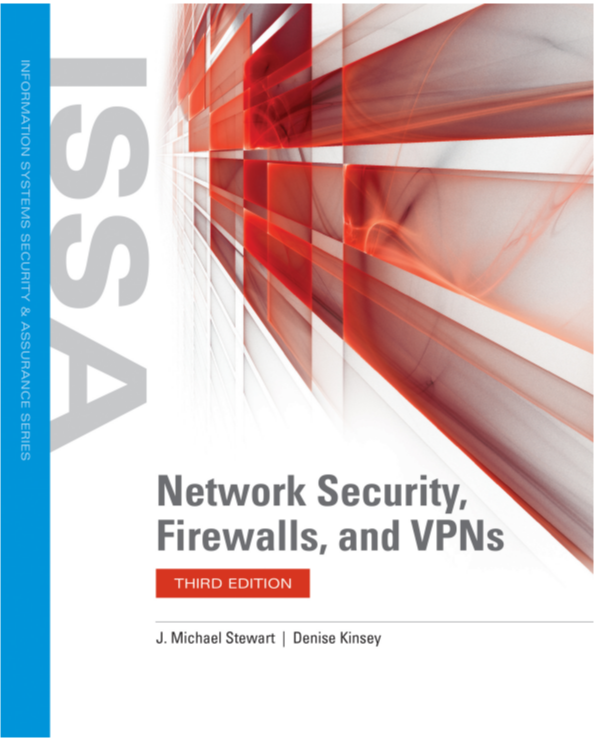 INFORMATION SYSTEMS SECURITY & ASSURANCE SERIES
ISSA
Network Security,
Firewalls, and VPNs
THIRD EDITION
J. Michael Stewart | Denise Kinsey